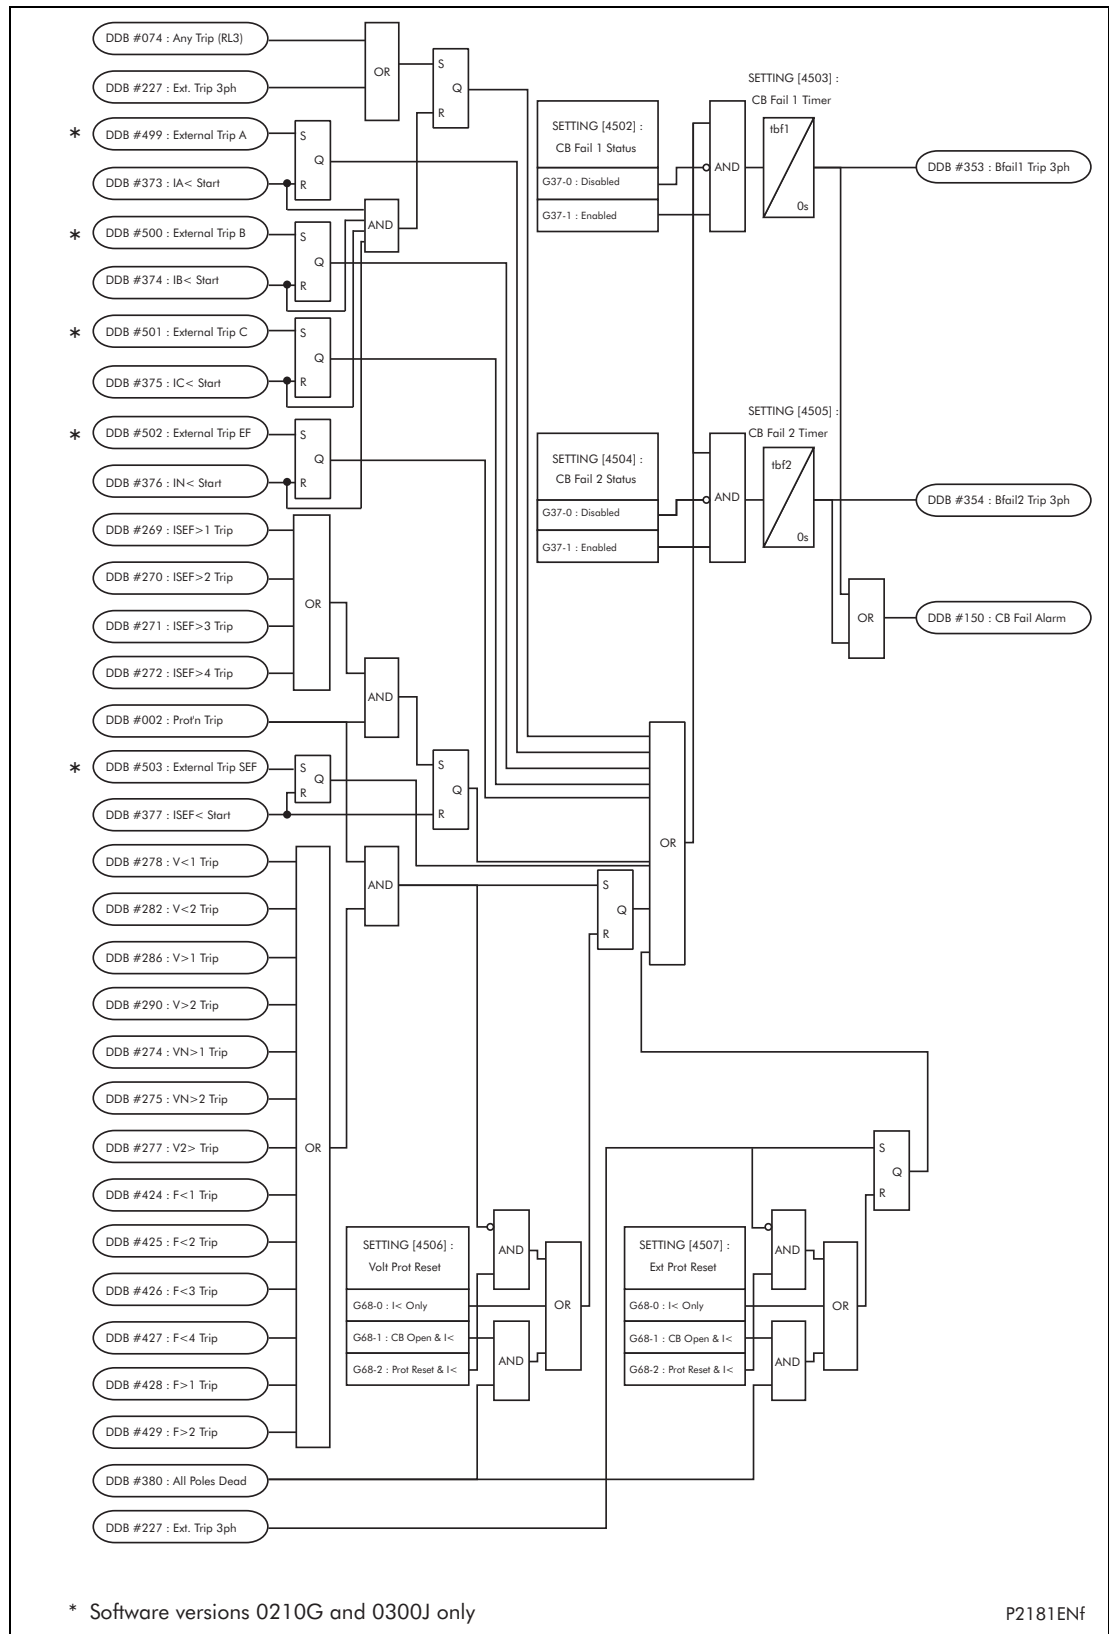 DDB #074 : Any Trip (RL3)
DDB #227 : Ext. Trip 3ph
OR
S
Q
R
* DDB #499 : External Trip A
DDB #373 : IA< Start
S
Q
R
AND
* DDB #500 : External Trip B
DDB #374 : IB< Start
S
Q
R
* DDB #501 : External Trip C
DDB #375 : IC< Start
S
Q
R
* DDB #502 : External Trip EF
DDB #376 : IN< Start
S
Q
R
SETTING [4502] :
CB Fail 1 Status
G37-0 : Disabled
G37-1 : Enabled
AND
SETTING [4503] :
CB Fail 1 Timer
tbf1
0s
DDB #353 : Bfail1 Trip 3ph
SETTING [4504] :
CB Fail 2 Status
G37-0 : Disabled
G37-1 : Enabled
AND
SETTING [4505] :
CB Fail 2 Timer
tbf2
0s
DDB #354 : Bfail2 Trip 3ph
OR
DDB #150 : CB Fail Alarm
DDB #269 : ISEF>1 Trip
DDB #270 : ISEF>2 Trip
DDB #271 : ISEF>3 Trip
DDB #272 : ISEF>4 Trip
OR
AND
DDB #002 : Prot'n Trip
* DDB #503 : External Trip SEF
DDB #377 : ISEF< Start
S
Q
R
S
Q
R
OR
DDB #278 : V<1 Trip
DDB #282 : V<2 Trip
DDB #286 : V>1 Trip
DDB #290 : V>2 Trip
DDB #274 : VN>1 Trip
DDB #275 : VN>2 Trip
DDB #277 : V2> Trip
DDB #424 : F<1 Trip
DDB #425 : F<2 Trip
DDB #426 : F<3 Trip
DDB #427 : F<4 Trip
DDB #428 : F>1 Trip
DDB #429 : F>2 Trip
OR
AND
S
Q
R
DDB #380 : All Poles Dead
DDB #227 : Ext. Trip 3ph
SETTING [4506] :
Volt Prot Reset
G68-0 : I< Only
G68-1 : CB Open & I<
G68-2 : Prot Reset & I<
AND
AND
OR
SETTING [4507] :
Ext Prot Reset
G68-0 : I< Only
G68-1 : CB Open & I<
G68-2 : Prot Reset & I<
AND
AND
OR
S
Q
R
* Software versions 0210G and 0300J only
P2181ENf